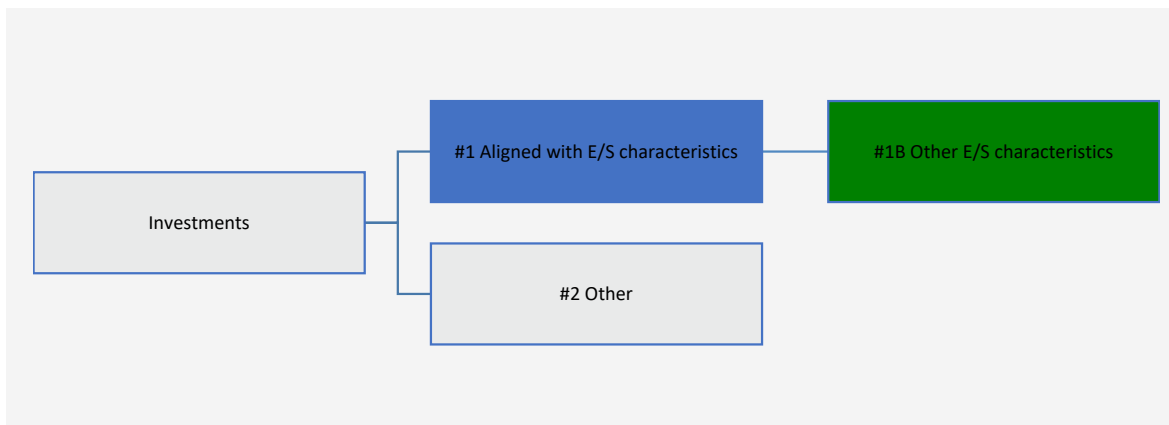 #1 Aligned with E/S characteristics
#1B Other E/S characteristics
Investments
#2 Other